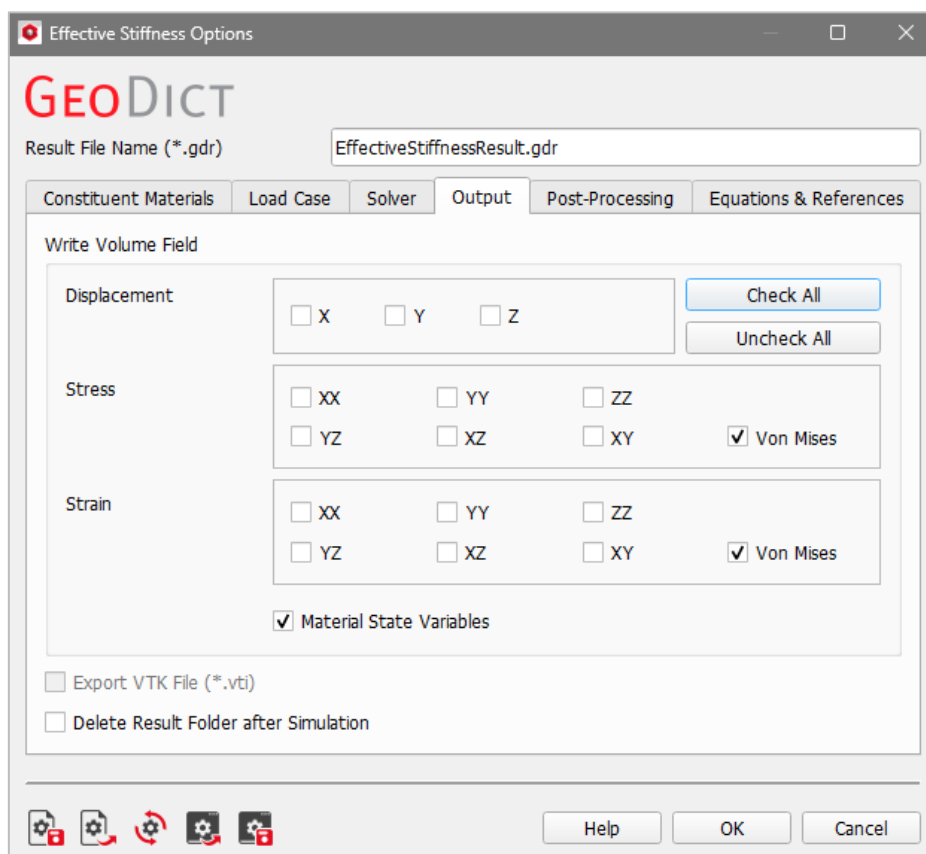 Effective Stiffness Options
GEODICT
Result File Name (*.gdr)
EffectiveStiffnessResult.gdr
Constituent Materials
Load Case
Solver
Output
Post-Processing
Equations & References
Write Volume Field
Displacement
X
Y
Z
Check All
Uncheck All
Stress
XX
YY
ZZ
YZ
XZ
XY
Von Mises
Strain
XX
YY
ZZ
YZ
XZ
XY
Von Mises
Material State Variables
Export VTK File (*.vti)
Delete Result Folder after Simulation
Help
OK
Cancel